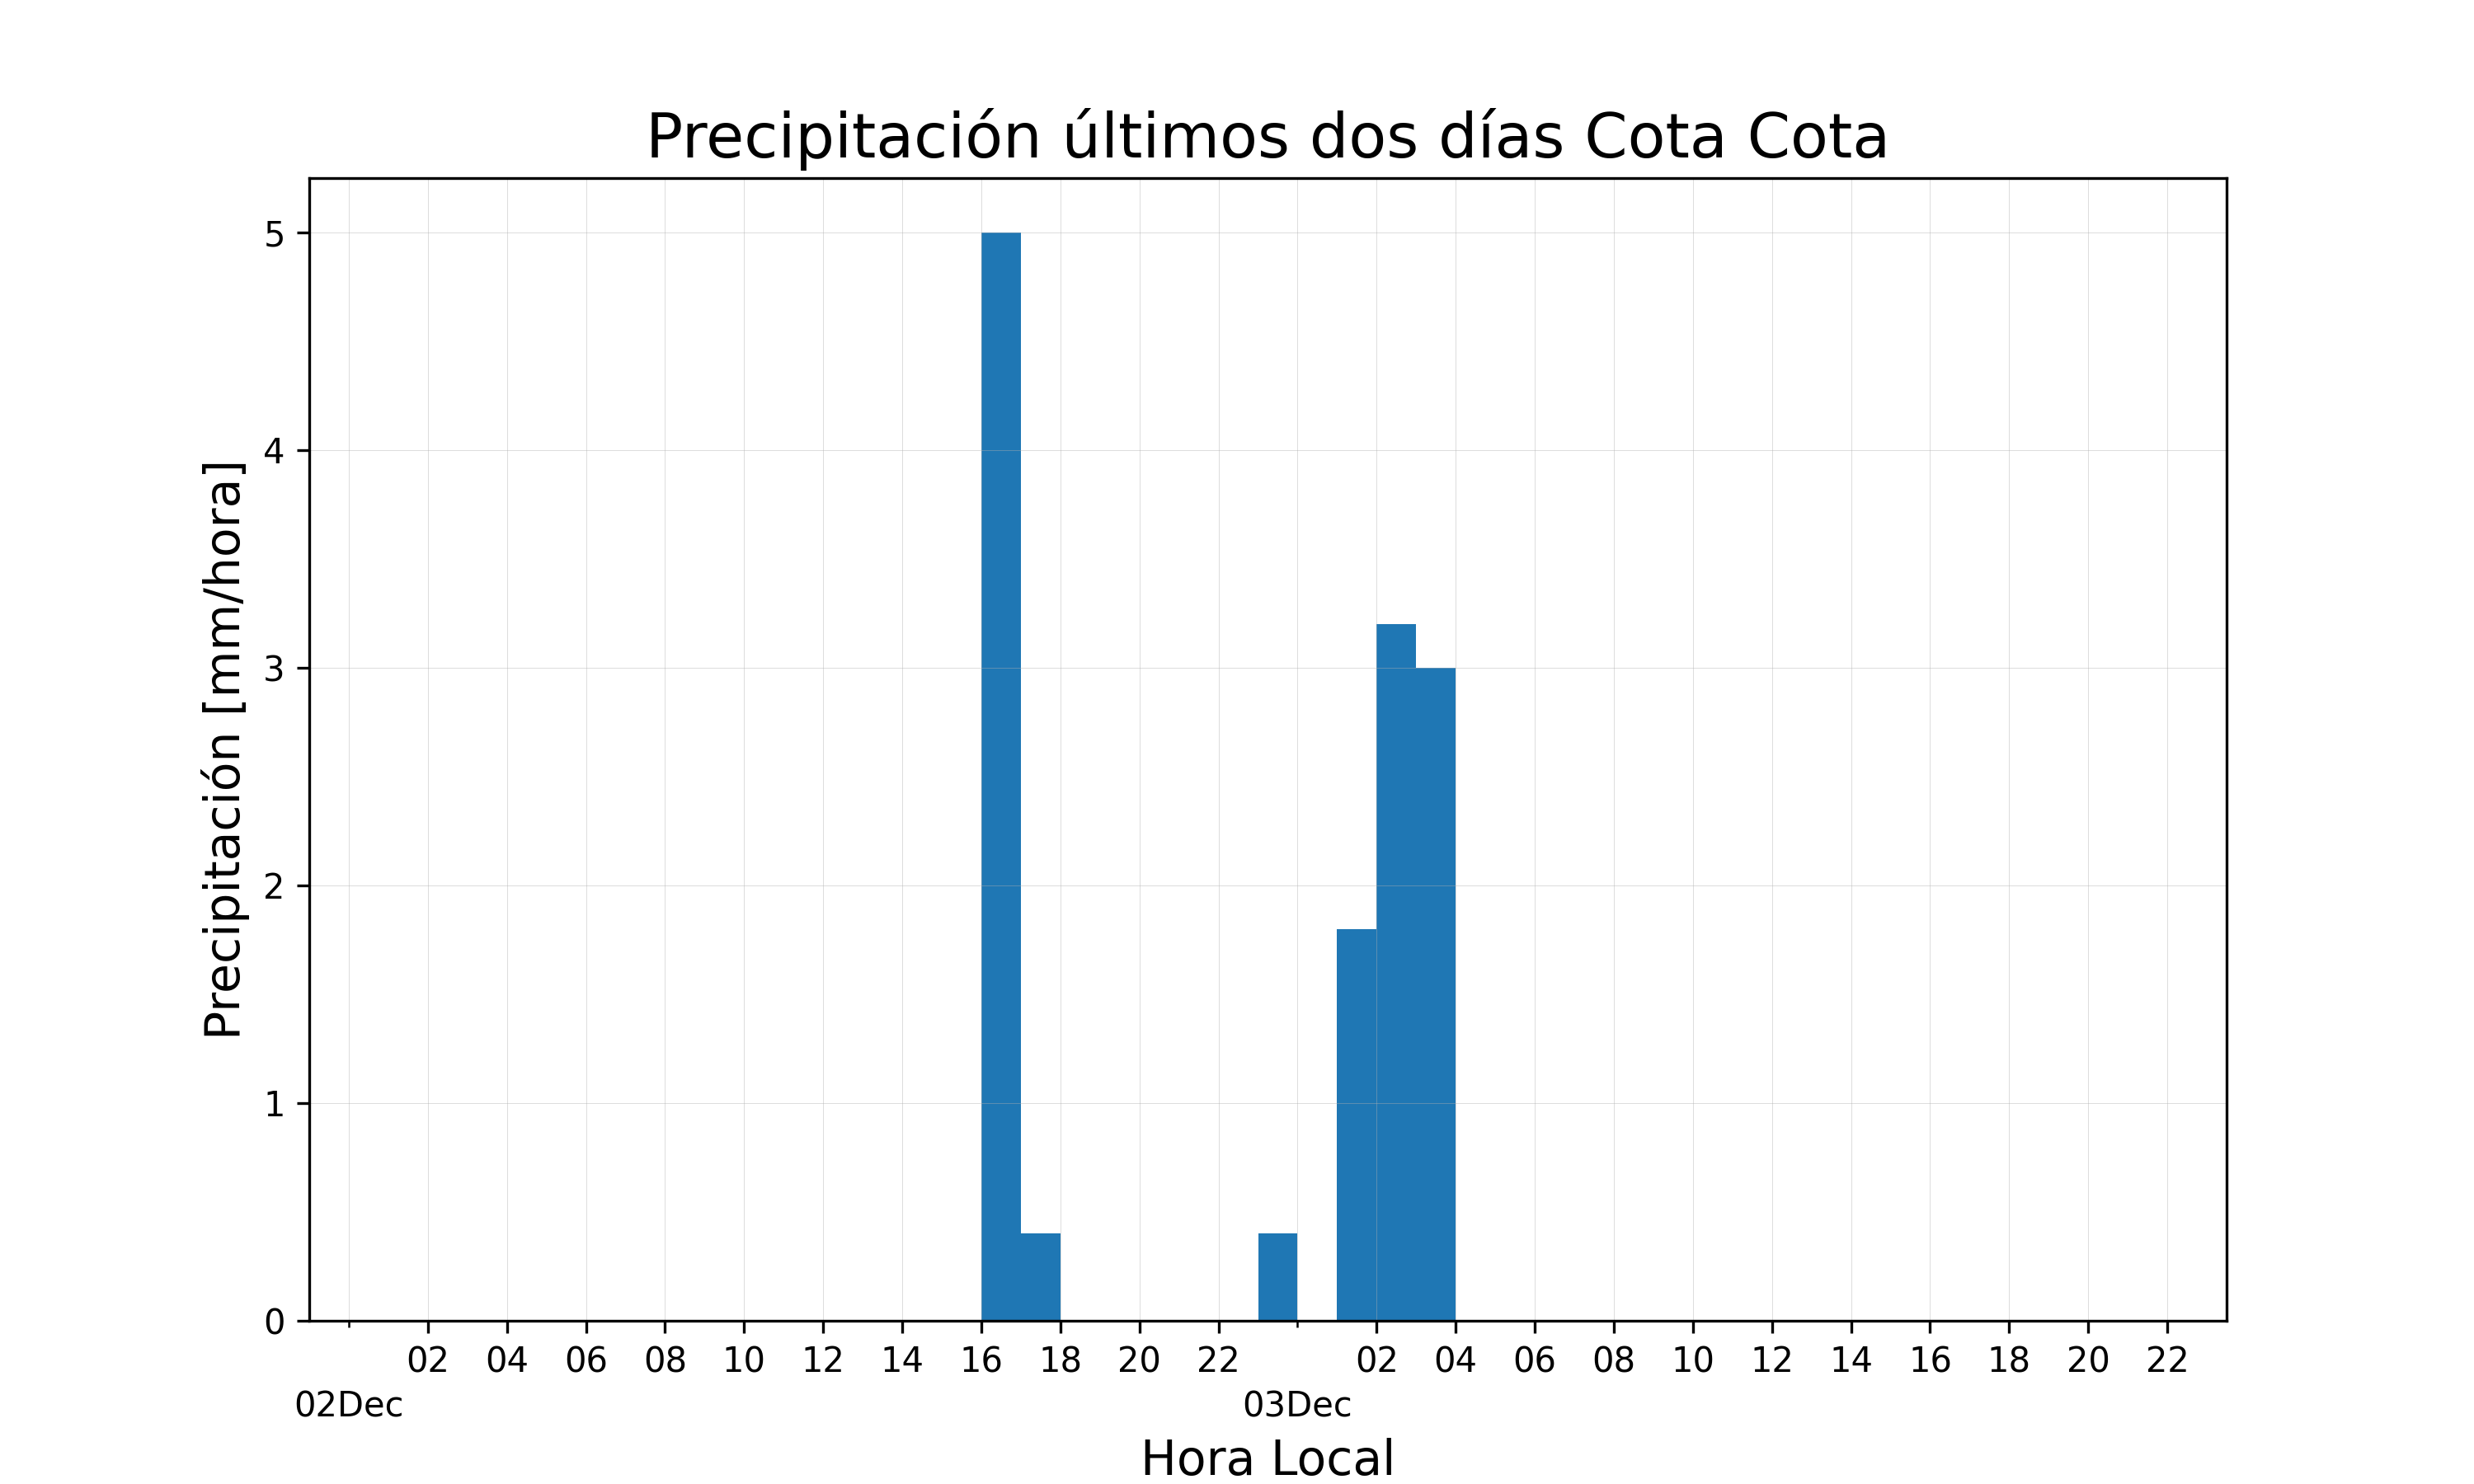 Precipitación últimos dos días Cota Cota
Precipitación [mm/hora]
5
4
3
2
1
0
02 04 06 08 10 12 14 16 18 20 22 02 04 06 08 10 12 14 16 18 20 22
02Dec 03Dec
Hora Local